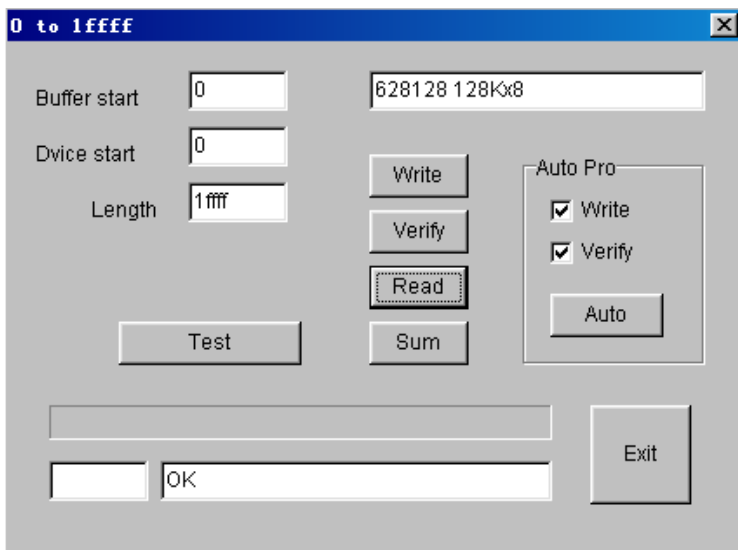 0 to 1ffff
Buffer start
0
628128 128Kx8
Dvice start
0
Length
1ffff
Write
Verify
Read
Sum
Test
Auto Pro
Write
Verify
Auto
OK
Exit